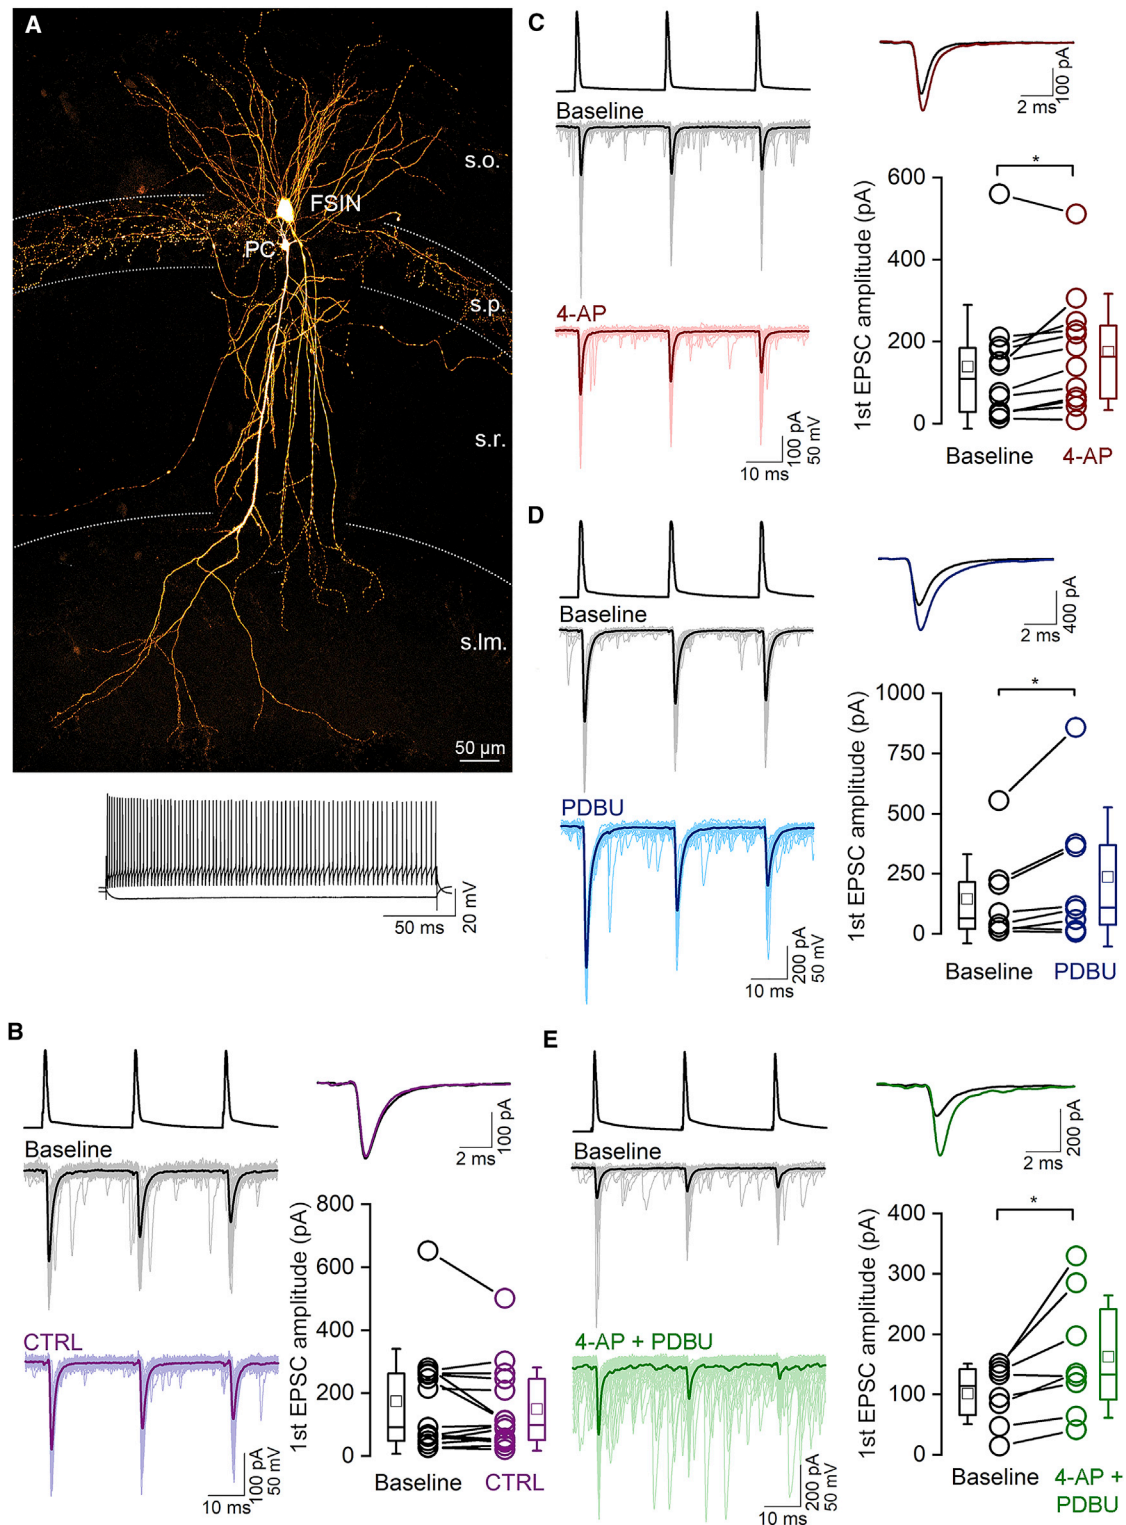 A
s.o.
FSIN
PC
s.p.
s.r.
s.lm.
50 µm
50 ms
20 mV
B
Baseline
CTRL
10 ms
100 pA
50 mV
2 ms
100 pA
1st EPSC amplitude (pA)
800
600
400
200
0
Baseline
CTRL
C
Baseline
4-AP
10 ms
100 pA
50 mV
2 ms
100 pA
*
1st EPSC amplitude (pA)
600
400
200
0
Baseline
4-AP
D
Baseline
PDBU
10 ms
200 pA
50 mV
2 ms
400 pA
*
1st EPSC amplitude (pA)
1000
750
500
250
0
Baseline
PDBU
E
Baseline
4-AP + PDBU
10 ms
200 pA
50 mV
2 ms
200 pA
*
1st EPSC amplitude (pA)
400
300
200
100
0
Baseline
4-AP +
PDBU